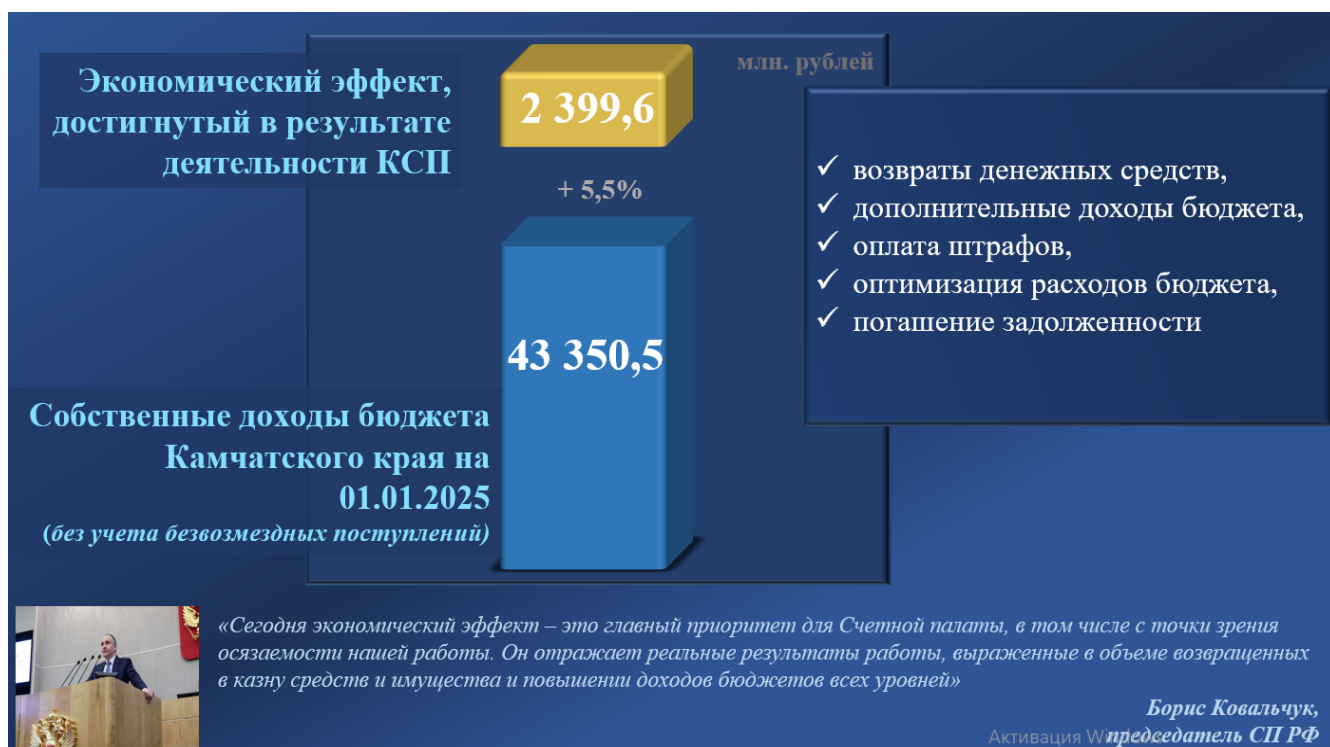 Экономический эффект,
достигнутый в результате
деятельности КСП
млн. рублей
2 399,6
+ 5,5%
43 350,5
Собственные доходы бюджета
Камчатского края на
01.01.2025
(без учета безвозмездных поступлений)
✓ возвраты денежных средств,
✓ дополнительные доходы бюджета,
✓ оплата штрафов,
✓ оптимизация расходов бюджета,
✓ погашение задолженности
«Сегодня экономический эффект – это главный приоритет для Счетной палаты, в том числе с точки зрения
осязаемости нашей работы. Он отражает реальные результаты работы, выраженные в объеме возвращенных
в казну средств и имущества и повышении доходов бюджетов всех уровней»
Борис Ковальчук,
председатель СП РФ
Активация